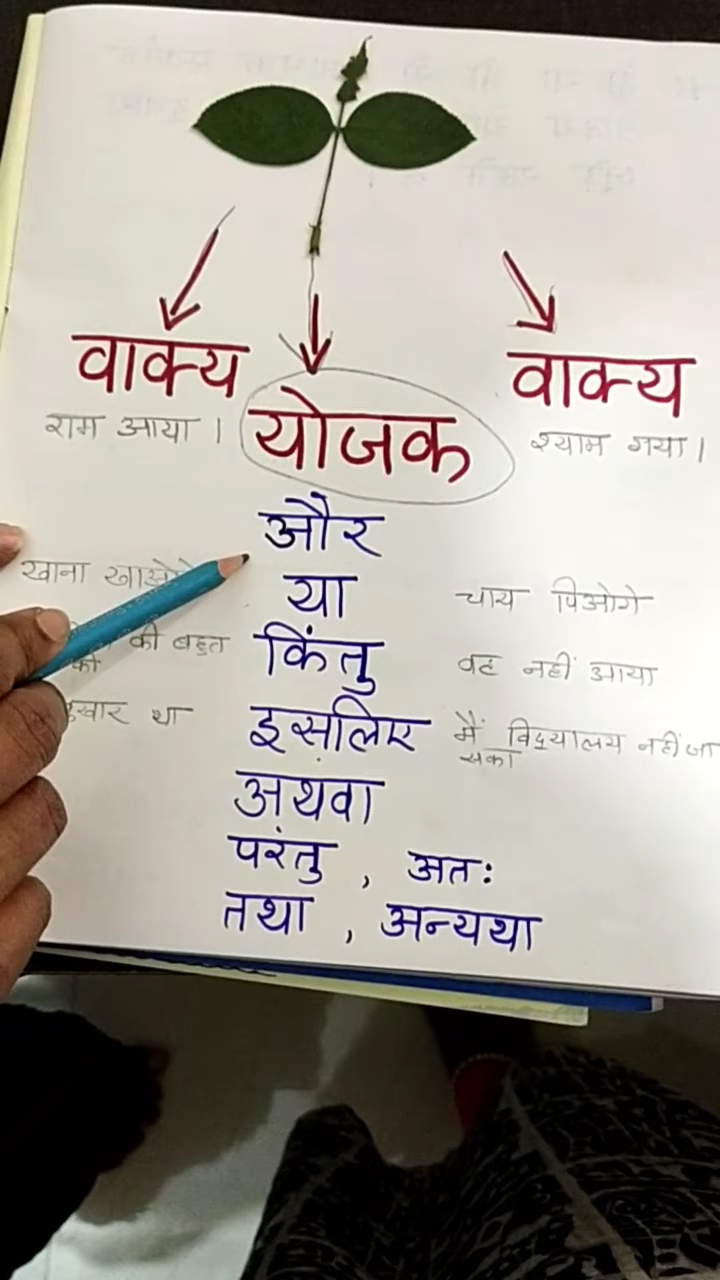 वाक्य वाक्य
योजक
राम आया । श्याम गया ।
और
खाना या चाय पिओगे
की बहुत किंतु वह नहीं आया
की
बुखार था इसलिए मैं विद्यालय नहीं जा
सका
अथवा
परंतु , अतः
तथा , अन्यथा